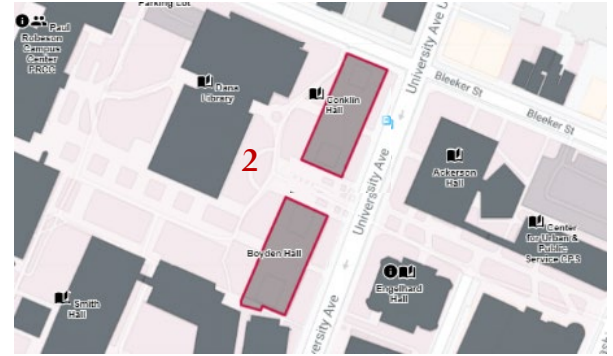 Parking Lot
Paul
Robeson
Campus
Center
PRCC
Dana
Library
Conklin
Hall
University Ave U
Bleeker St
Bleeker St
2
Ackerson
Hall
University Ave
Boyden Hall
Center
for Urban &
Public
Service CPS
Engelhard
Hall
Smith
Hall
University Ave